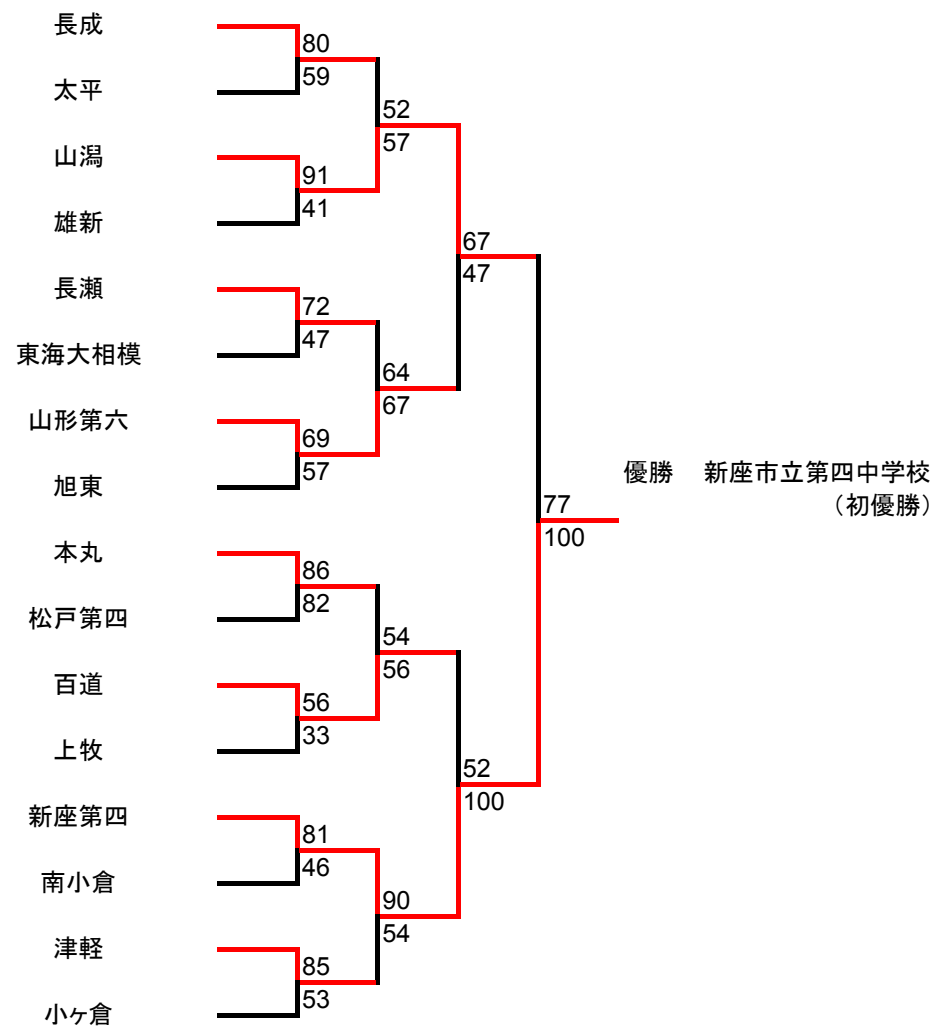 長成
80
59
太平
52
57
山潟
91
41
雄新
67
47
長瀬
72
47
東海大相模
64
67
山形第六
69
57
旭東
優勝　新座市立第四中学校
（初優勝）
77
100
本丸
86
82
松戸第四
54
56
百道
56
33
上牧
52
100
新座第四
81
46
南小倉
90
54
津軽
85
53
小ヶ倉